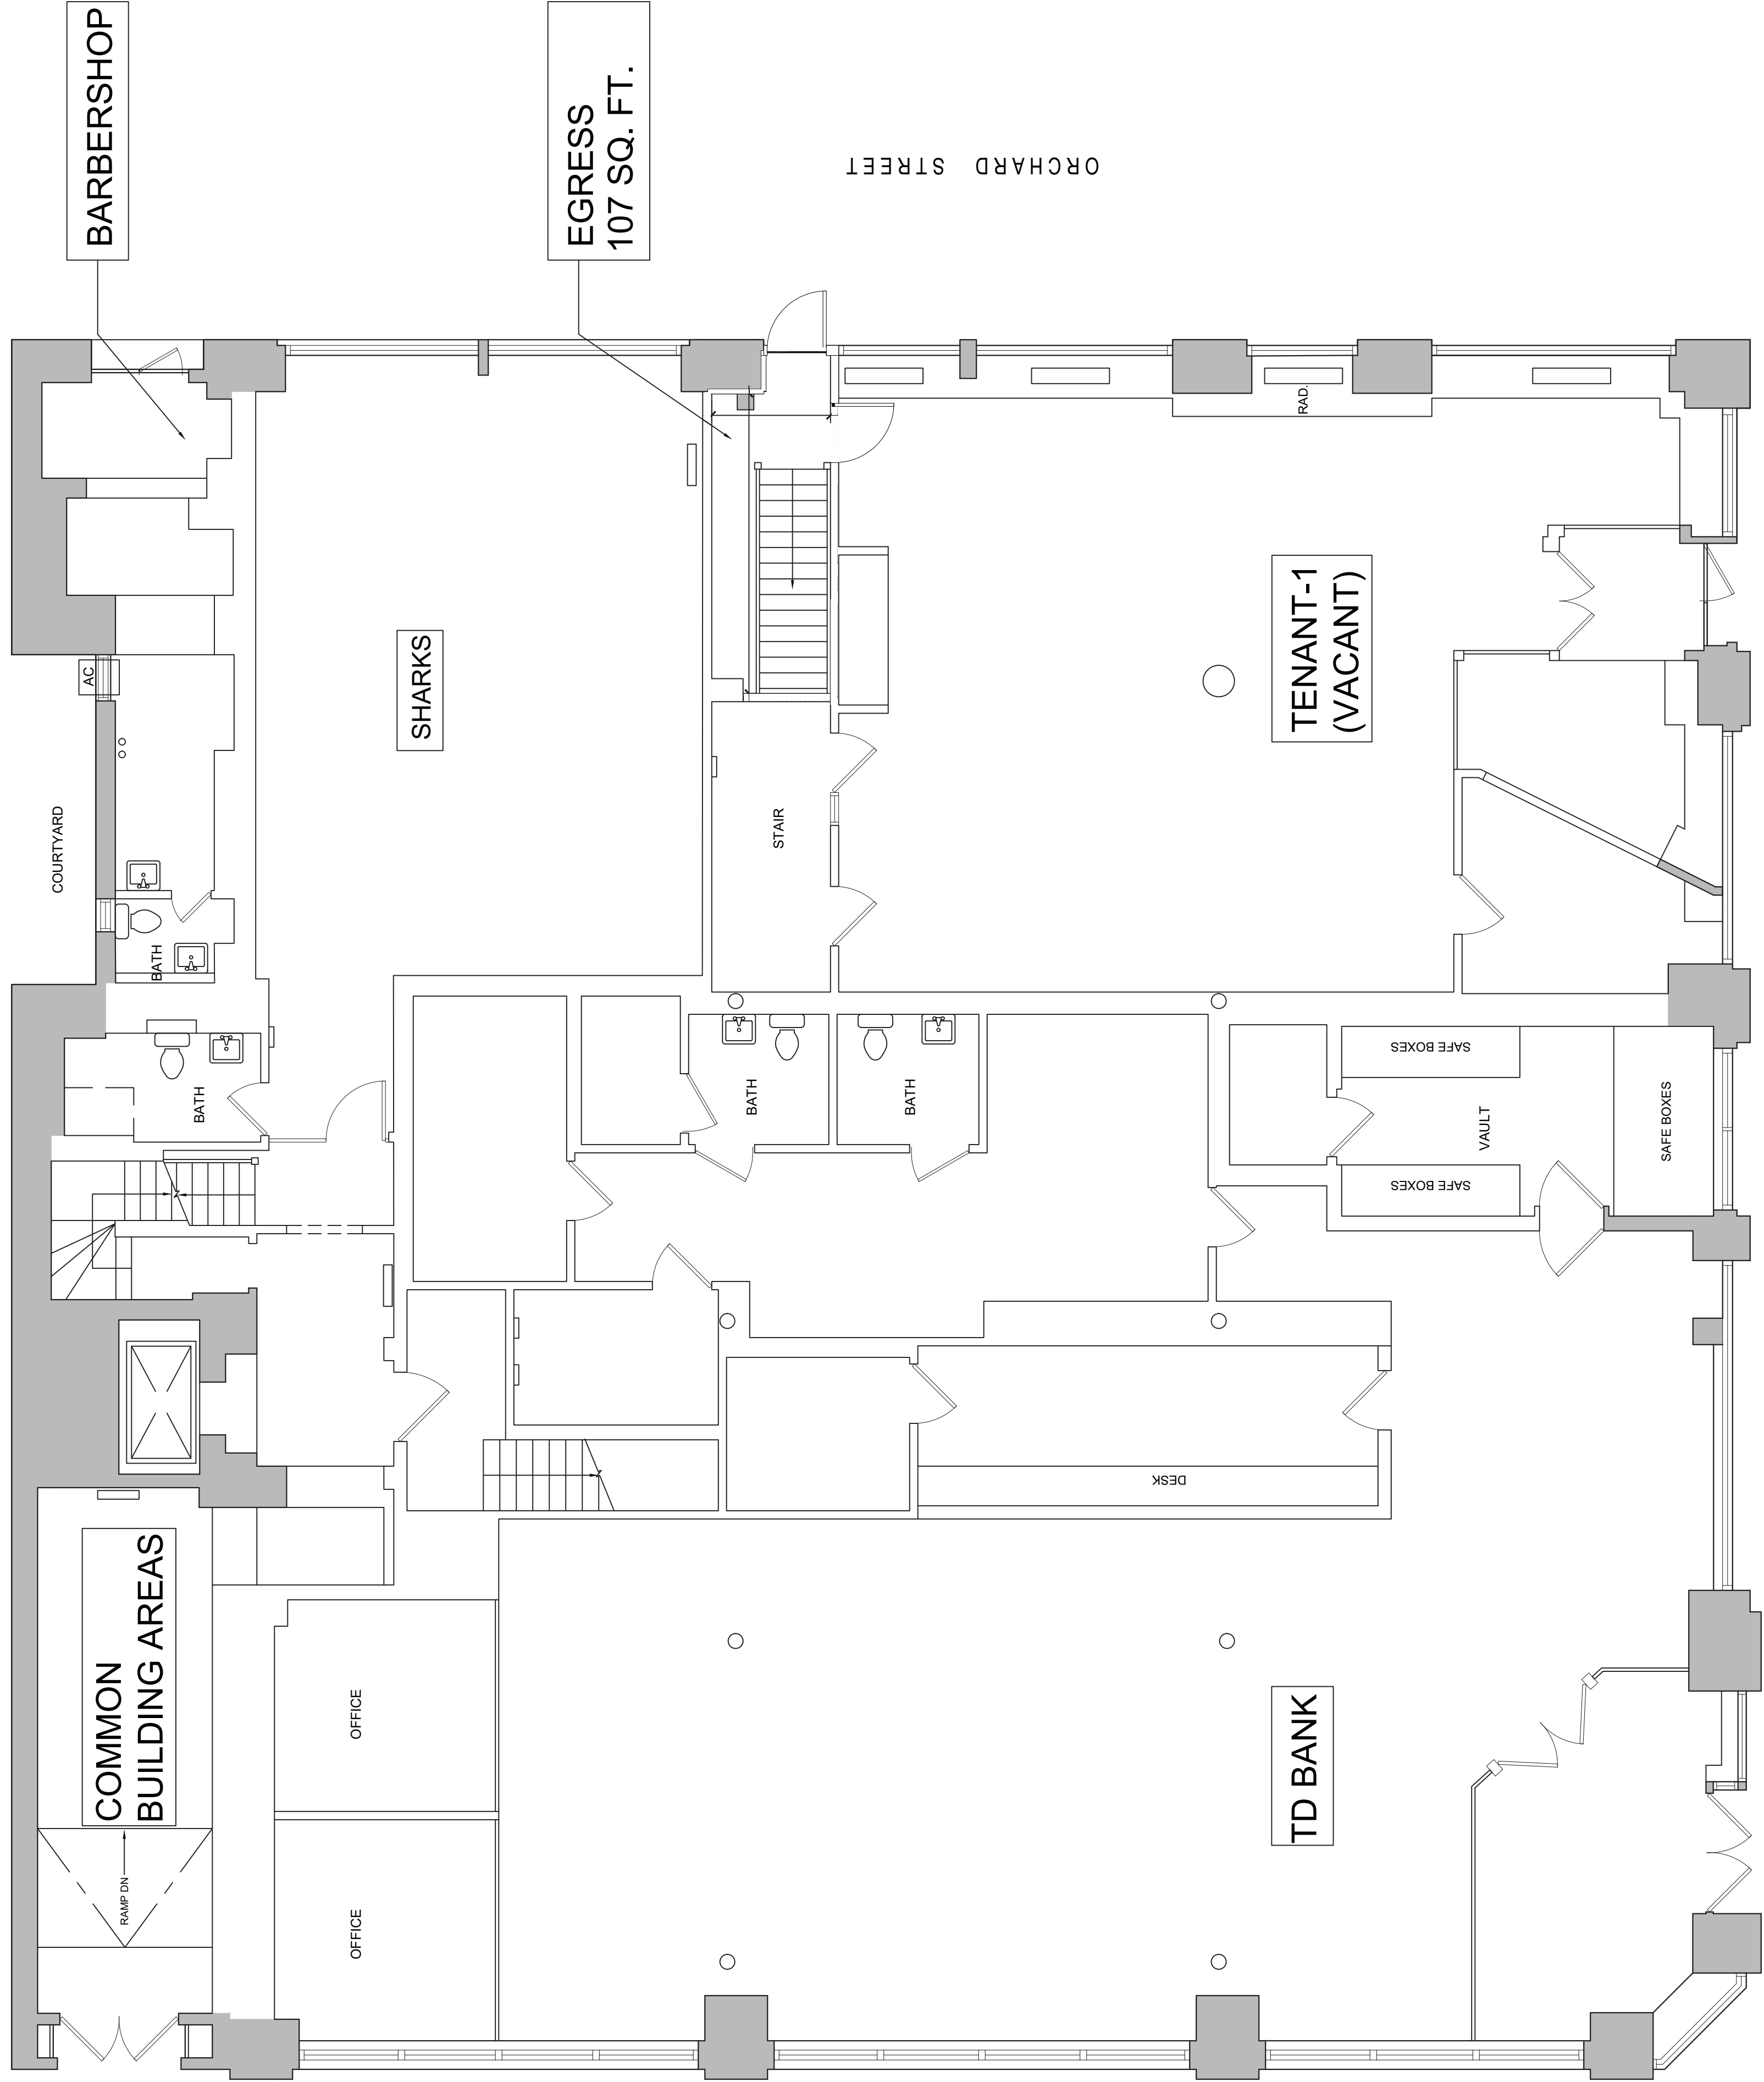 BARBERSHOP
EGRESS
107 SQ. FT.
ORCHARD STREET
AC
COURTYARD
SHARKS
BATH
STAIR
RAD.
TENANT-1
(VACANT)
BATH
BATH
BATH
SAFE BOXES
VAULT
SAFE BOXES
SAFE BOXES
DESK
COMMON
BUILDING AREAS
OFFICE
RAMP DN
OFFICE
TD BANK